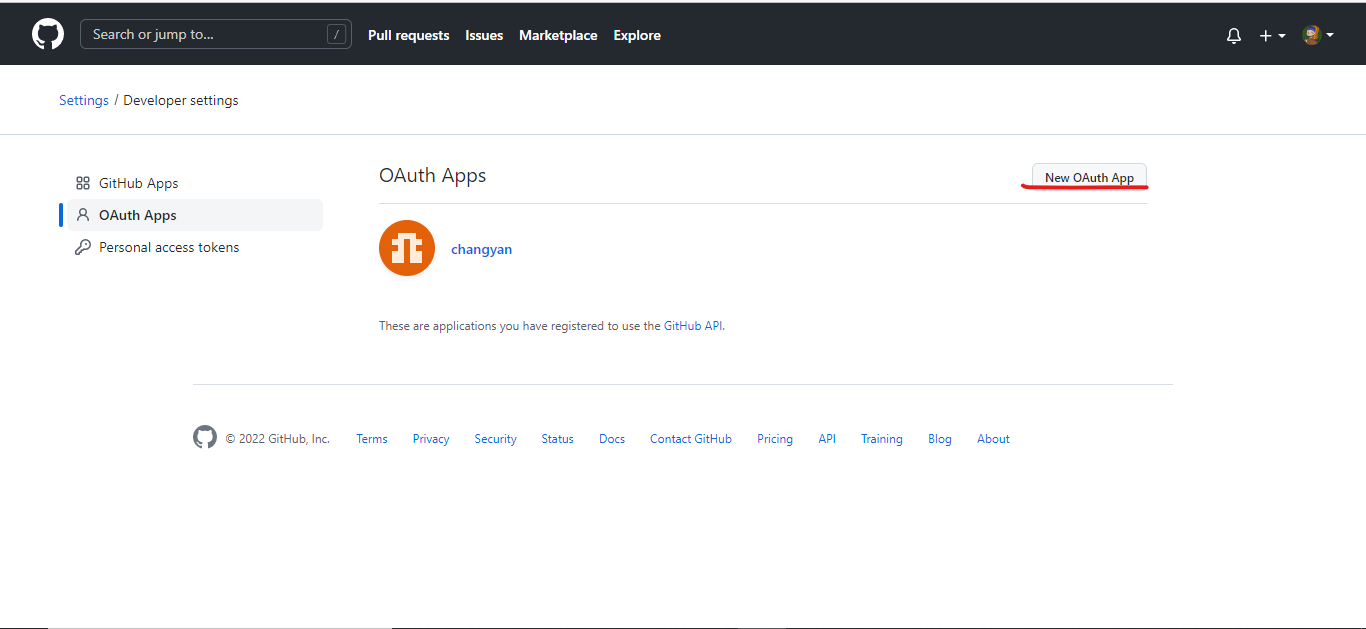 Search or jump to... / Pull requests Issues Marketplace Explore
Settings / Developer settings
GitHub Apps
OAuth Apps
Personal access tokens
OAuth Apps New OAuth App
changyan
These are applications you have registered to use the GitHub API.
© 2022 GitHub, Inc. Terms Privacy Security Status Docs Contact GitHub Pricing API Training Blog About